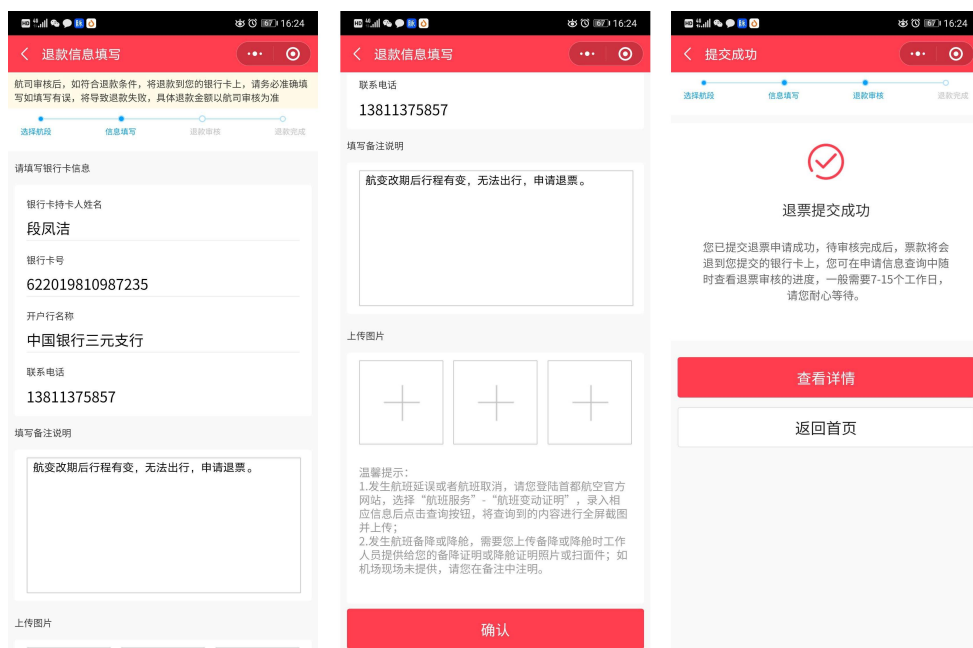 16:24
退款信息填写
航司审核后，如符合退款条件，将退款到您的银行卡上，请务必准确填
写如填写有误，将导致退款失败，具体退款金额以航司审核为准
选择航段
信息填写
退款审核
退款完成
请填写银行卡信息
银行卡持卡人姓名
段凤洁
银行卡号
622019810987235
开户行名称
中国银行三元支行
联系电话
13811375857
填写备注说明
航变改期后行程有变，无法出行，申请退票。
上传图片
16:24
退款信息填写
联系电话
13811375857
填写备注说明
航变改期后行程有变，无法出行，申请退票。
上传图片
温馨提示：
1.发生航班延误或者航班取消，请您登陆首都航空官方
网站，选择“航班服务”-“航班变动证明”，录入相
应信息后点击查询按钮，将查询到的内容进行全屏截图
并上传；
2.发生航班备降或降舱，需要您上传备降或降舱时工作
人员提供给您的备降证明或降舱证明照片或扫面件；如
机场现场未提供，请您在备注中注明。
确认
16:24
提交成功
选择航段
信息填写
退款审核
退款完成
退票提交成功
您已提交退票申请成功，待审核完成后，票款将会
退到您提交的银行卡上，您可在申请信息查询中随
时查看退票审核的进度，一般需要7-15个工作日，
请您耐心等待。
查看详情
返回首页